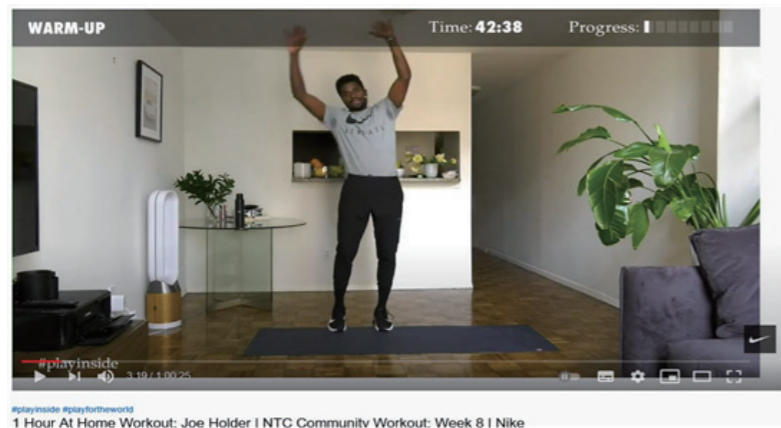 WARM-UP Time: 42:38 Progress:
ATHLETE
#playinside
3:19 / 1:00:25
#playinside #playfortheworld
1 Hour At Home Workout: Joe Holder | NTC Community Workout: Week 8 | Nike